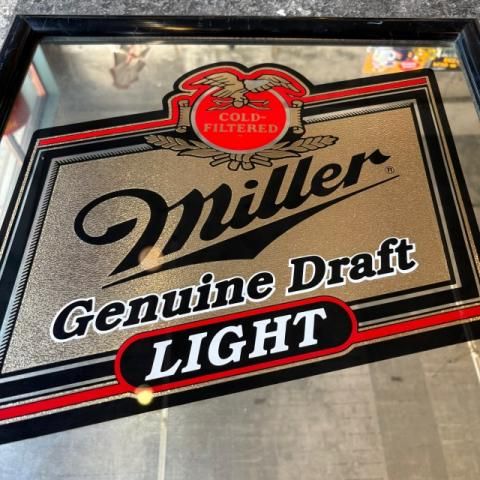 COLD-
FILTERED
Miller®
Genuine Draft
LIGHT